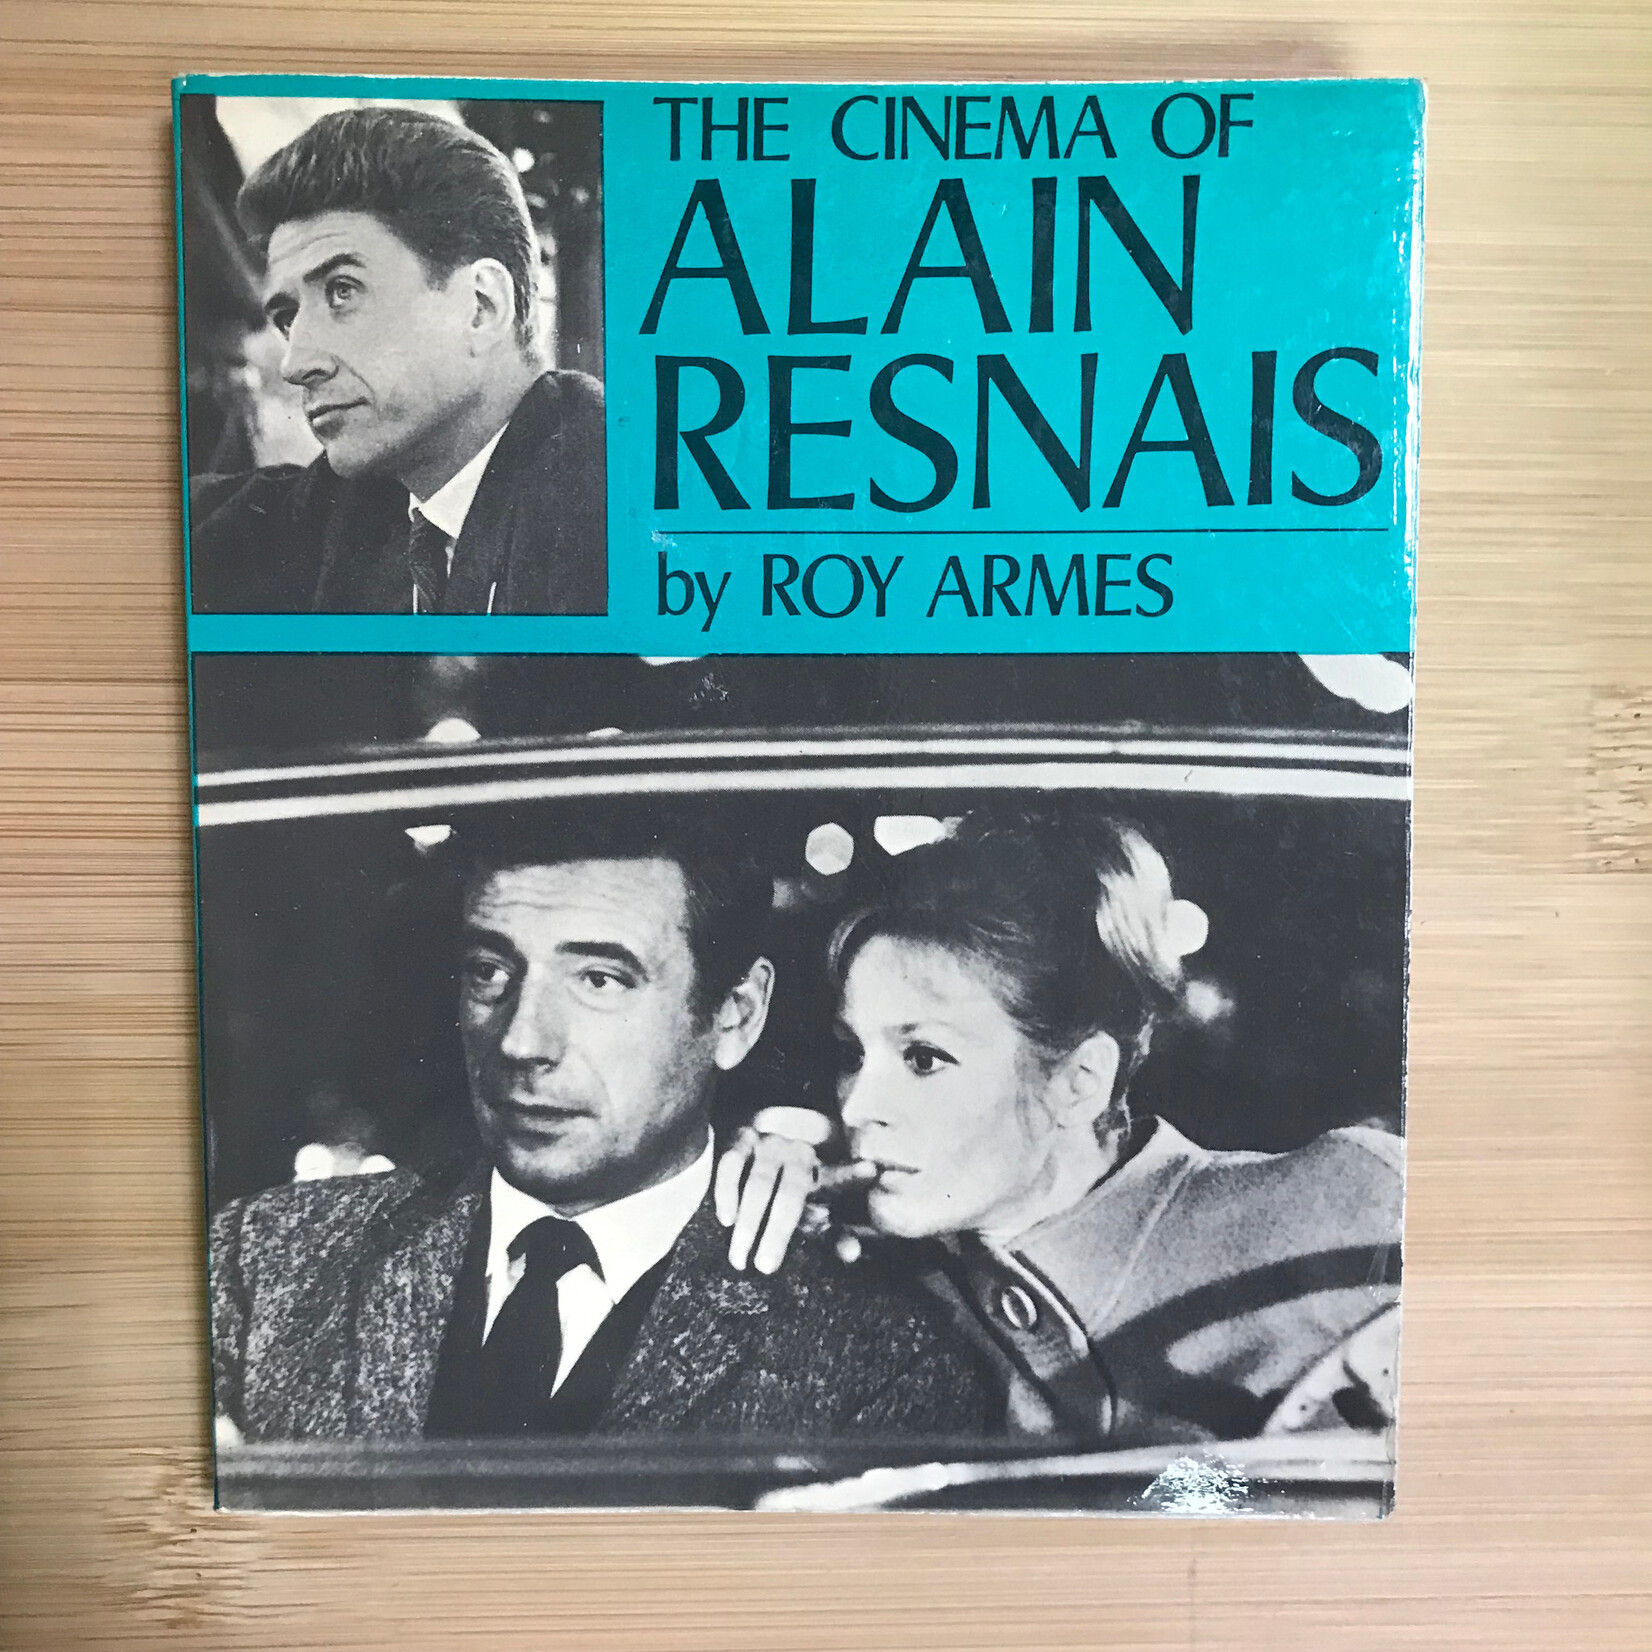 THE CINEMA OF
ALAIN
RESNAIS
by ROY ARMES